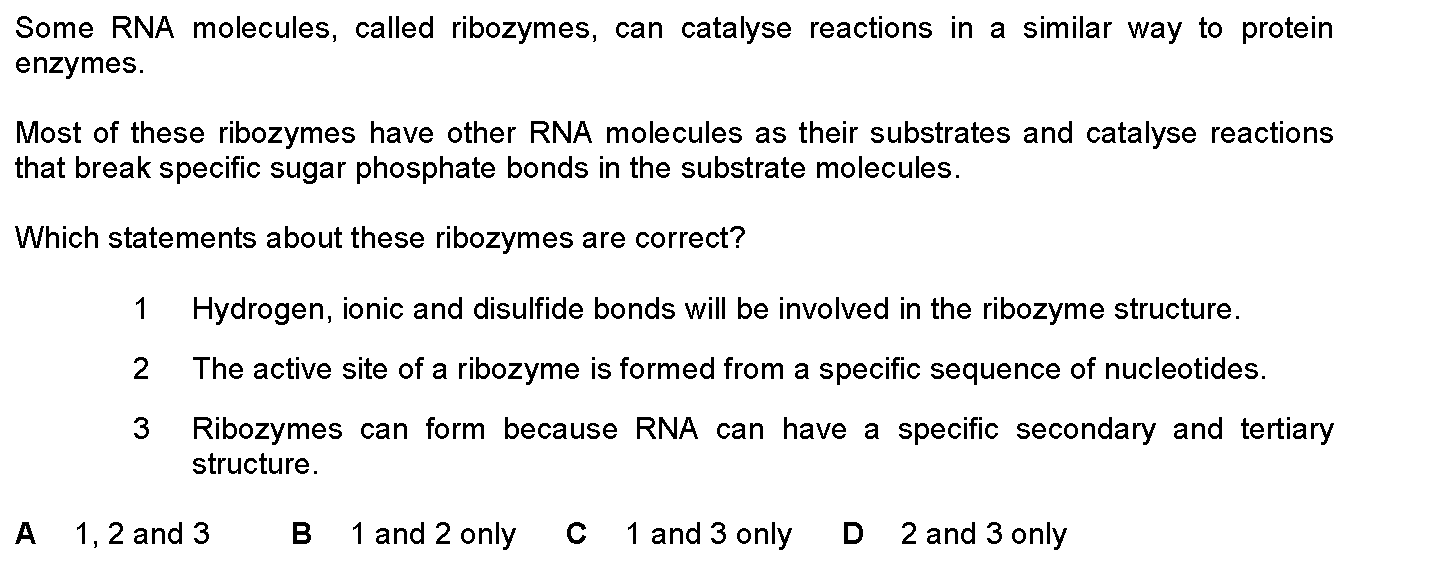 Some RNA molecules, called ribozymes, can catalyse reactions in a similar way to protein
enzymes.
Most of these ribozymes have other RNA molecules as their substrates and catalyse reactions
that break specific sugar phosphate bonds in the substrate molecules.
Which statements about these ribozymes are correct?
1 Hydrogen, ionic and disulfide bonds will be involved in the ribozyme structure.
2 The active site of a ribozyme is formed from a specific sequence of nucleotides.
3 Ribozymes can form because RNA can have a specific secondary and tertiary
structure.
A 1, 2 and 3 B 1 and 2 only C 1 and 3 only D 2 and 3 only